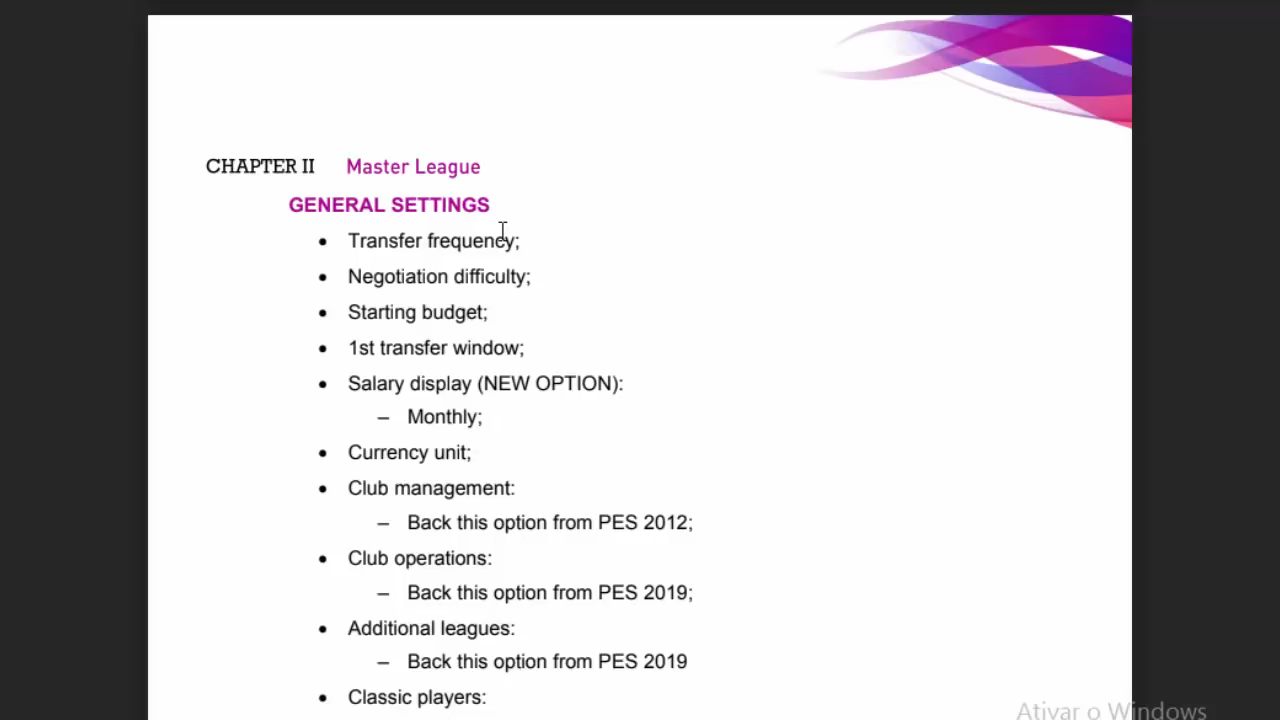 CHAPTER II Master League
GENERAL SETTINGS
• Transfer frequency;
• Negotiation difficulty;
• Starting budget;
• 1st transfer window;
• Salary display (NEW OPTION):
– Monthly;
• Currency unit;
• Club management:
– Back this option from PES 2012;
• Club operations:
– Back this option from PES 2019;
• Additional leagues:
– Back this option from PES 2019
• Classic players:
Ativar o Windows